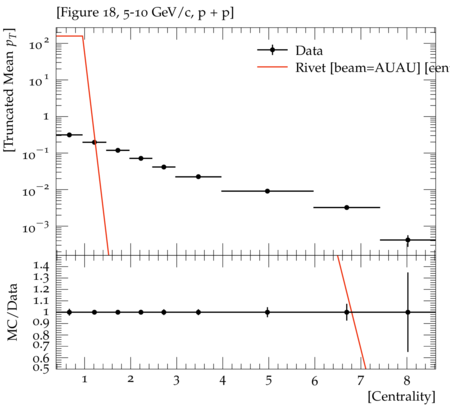 [Figure 18, 5-10 GeV/c, p + p]
[Truncated Mean p_T]
10²
10
1
10⁻¹
10⁻²
10⁻³
Data
Rivet [beam=AUAU] [cen
MC/Data
1.4
1.3
1.2
1.1
1
0.9
0.8
0.7
0.6
0.5
1 2 3 4 5 6 7 8
[Centrality]